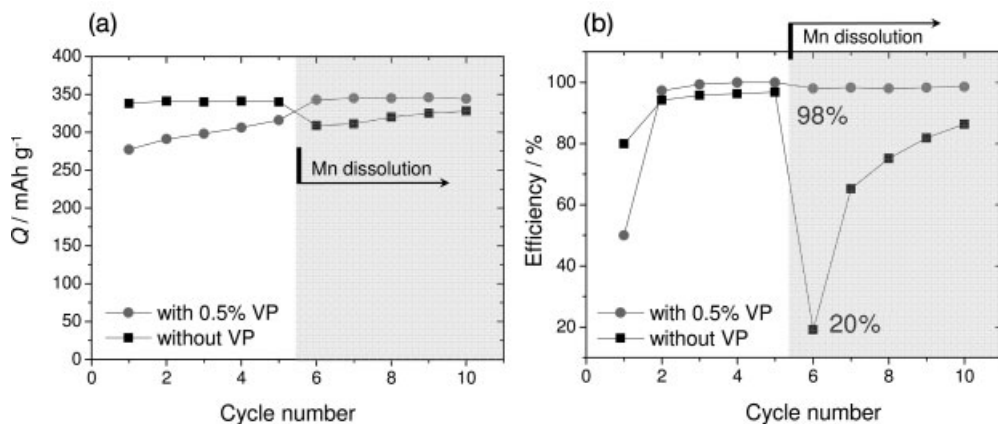 (a)
400
350
300
250
200
150
100
50
0
Q / mAh g⁻¹
Mn dissolution
with 0.5% VP
without VP
0 2 4 6 8 10
Cycle number
(b)
Mn dissolution
100
80
60
40
20
Efficiency / %
98%
20%
with 0.5% VP
without VP
0 2 4 6 8 10
Cycle number